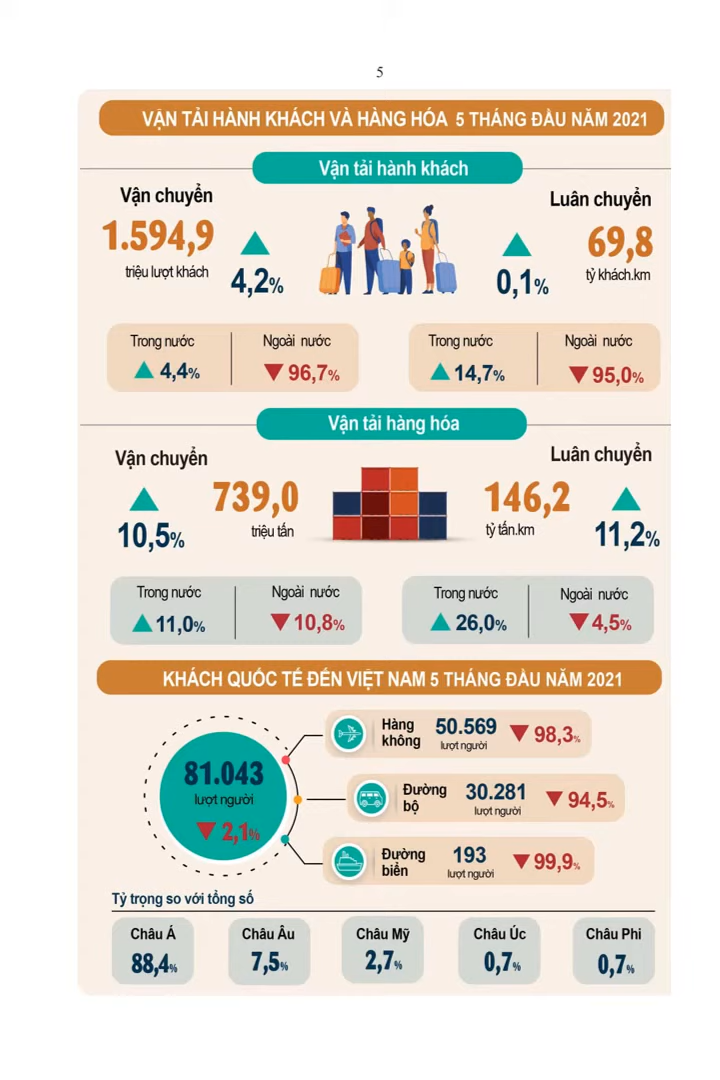 5
VẬN TẢI HÀNH KHÁCH VÀ HÀNG HÓA 5 THÁNG ĐẦU NĂM 2021
Vận tải hành khách
Vận chuyển
1.594,9
triệu lượt khách
4,2%
Luân chuyển
69,8
tỷ khách.km
0,1%
Trong nước
4,4%
Ngoài nước
96,7%
Trong nước
14,7%
Ngoài nước
95,0%
Vận tải hàng hóa
Vận chuyển
739,0
triệu tấn
10,5%
Luân chuyển
146,2
tỷ tấn.km
11,2%
Trong nước
11,0%
Ngoài nước
10,8%
Trong nước
26,0%
Ngoài nước
4,5%
KHÁCH QUỐC TẾ ĐẾN VIỆT NAM 5 THÁNG ĐẦU NĂM 2021
81.043
lượt người
2,1%
Hàng
không
50.569
lượt người
98,3%
Đường
bộ
30.281
lượt người
94,5%
Đường
biển
193
lượt người
99,9%
Tỷ trọng so với tổng số
Châu Á
88,4%
Châu Âu
7,5%
Châu Mỹ
2,7%
Châu Úc
0,7%
Châu Phi
0,7%